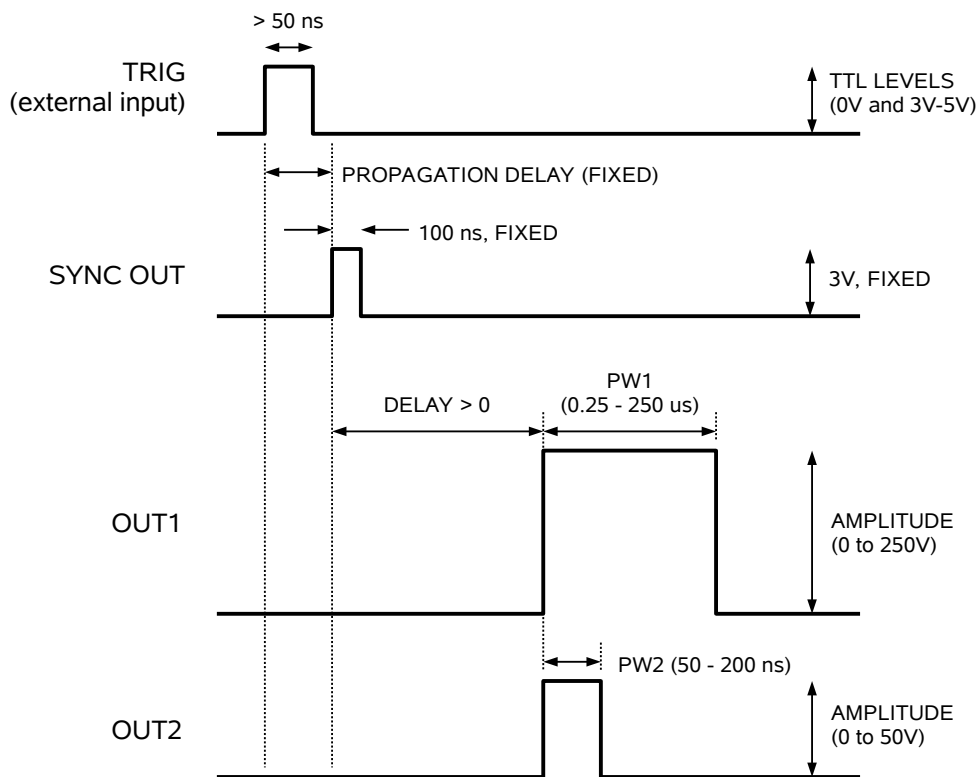 > 50 ns
TRIG
(external input)
TTL LEVELS
(0V and 3V-5V)
PROPAGATION DELAY (FIXED)
100 ns, FIXED
SYNC OUT
3V, FIXED
PW1
(0.25 - 250 us)
DELAY > 0
OUT1
AMPLITUDE
(0 to 250V)
PW2 (50 - 200 ns)
OUT2
AMPLITUDE
(0 to 50V)